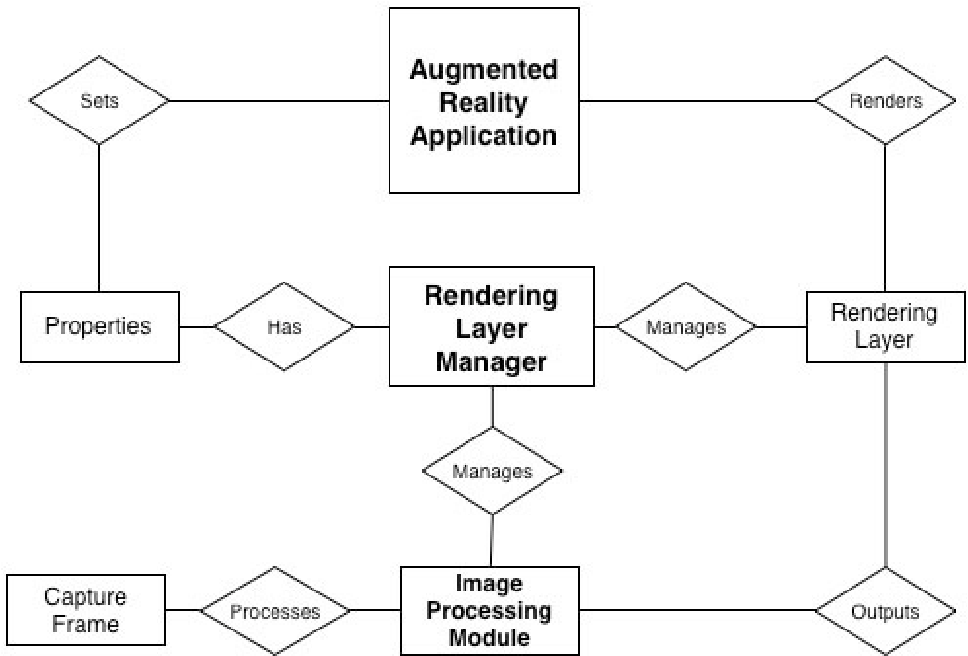 Augmented
Reality
Application
Sets
Renders
Properties
Has
Rendering
Layer
Manager
Manages
Rendering
Layer
Manages
Capture
Frame
Processes
Image
Processing
Module
Outputs